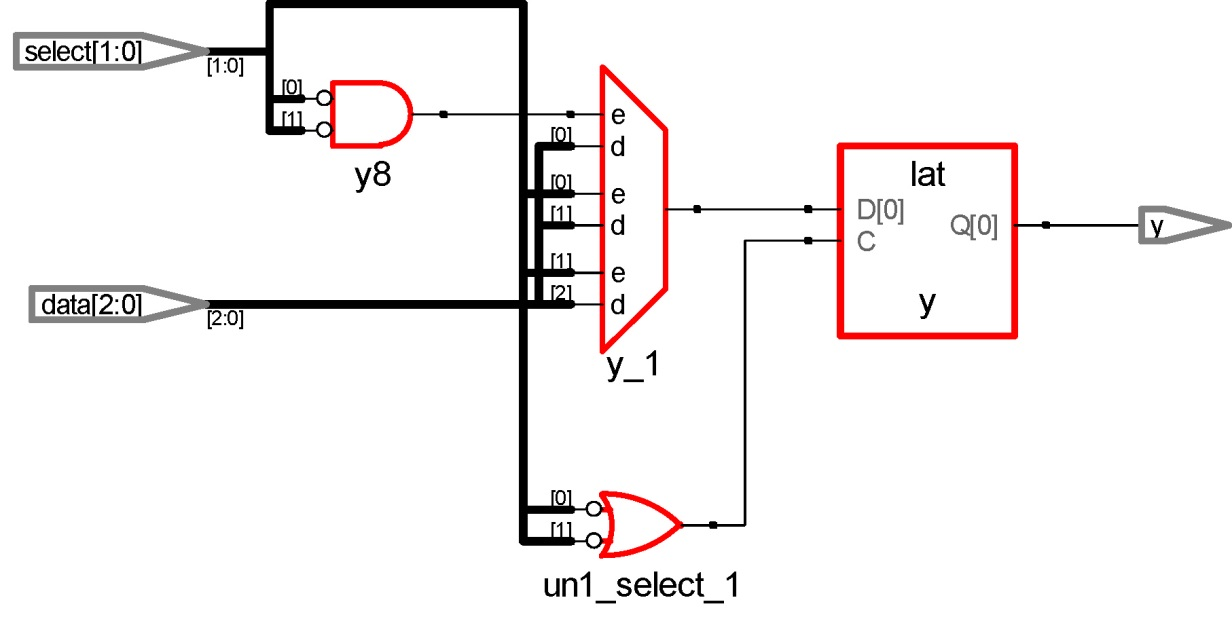 select[1:0]
[1:0]
[0]
[1]
y8
e
[0]
d
[0]
e
[1]
d
[1]
e
[2]
d
y_1
data[2:0]
[2:0]
lat
D[0]
C
Q[0]
y
y
[0]
[1]
un1_select_1